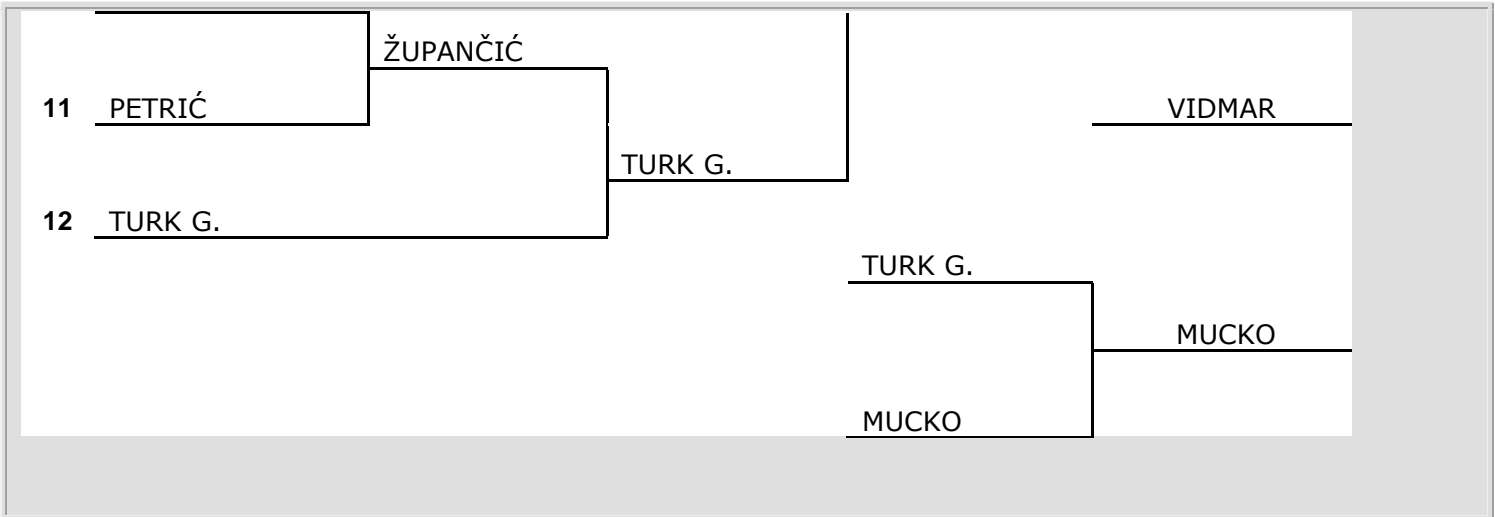 ŽUPANČIĆ
11 PETRIĆ
VIDMAR
TURK G.
12 TURK G.
TURK G.
MUCKO
MUCKO